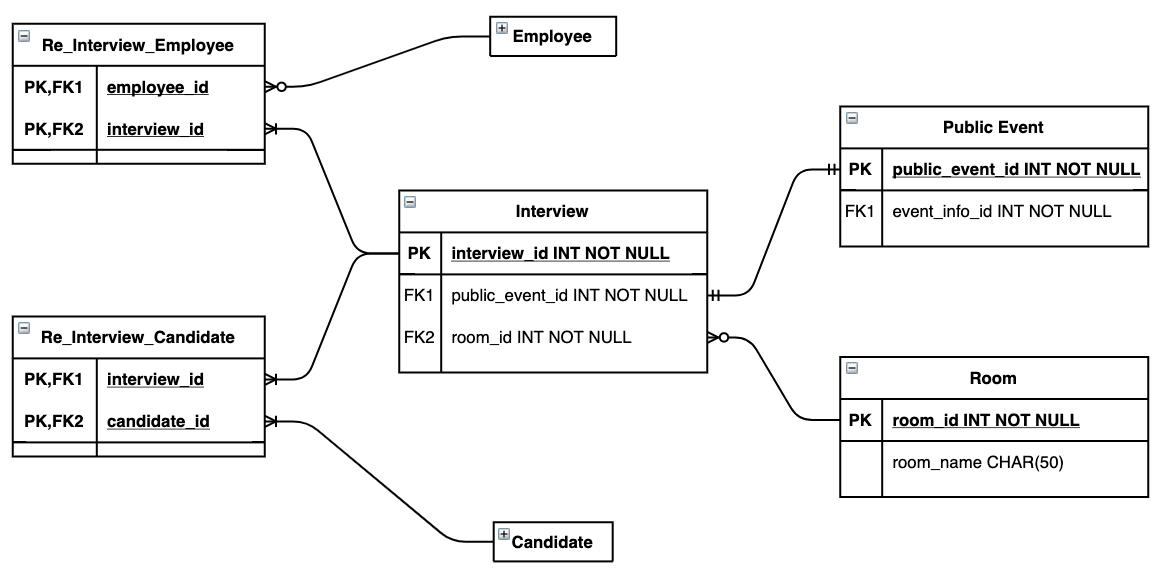 Re_Interview_Employee
PK,FK1 employee_id
PK,FK2 interview_id
Employee
Public Event
PK public_event_id INT NOT NULL
FK1 event_info_id INT NOT NULL
Interview
PK interview_id INT NOT NULL
FK1 public_event_id INT NOT NULL
FK2 room_id INT NOT NULL
Re_Interview_Candidate
PK,FK1 interview_id
PK,FK2 candidate_id
Room
PK room_id INT NOT NULL
room_name CHAR(50)
Candidate